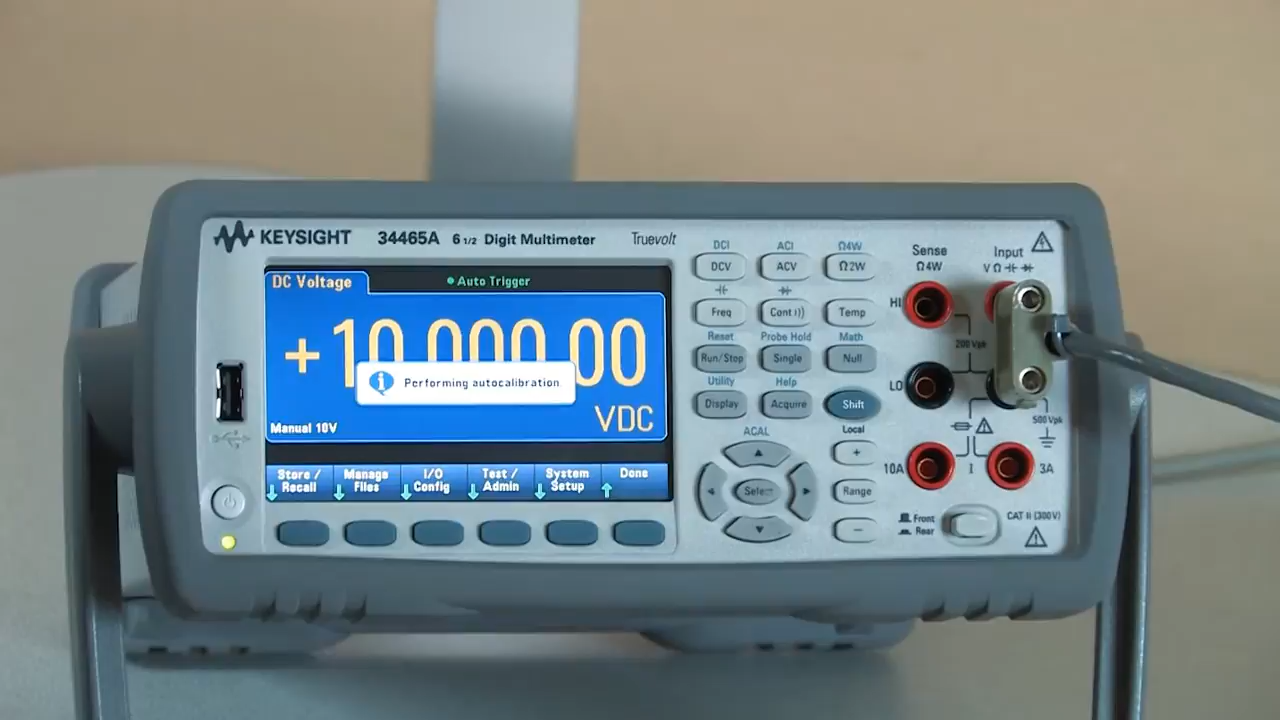 KEYSIGHT 34465A 6 1/2 Digit Multimeter Truevolt
DC Voltage
Auto Trigger
+10.000,00
Performing autocalibration.
VDC
Manual 10V
Store / Recall
Manage Files
I/O Config
Test / Admin
System Setup
Done
DCI ACI Ω4W
DCV ACV Ω2W
Freq Cont Temp
Reset Probe Hold Math
Run/Stop Single Null
Utility Help
Display Acquire Shift
ACAL
Local
Select
+
Range
−
Sense
Ω4W
Input
V Ω
HI
200 Vpk
LO
500 Vpk
10A I 3A
Front
Rear
CAT II (300V)